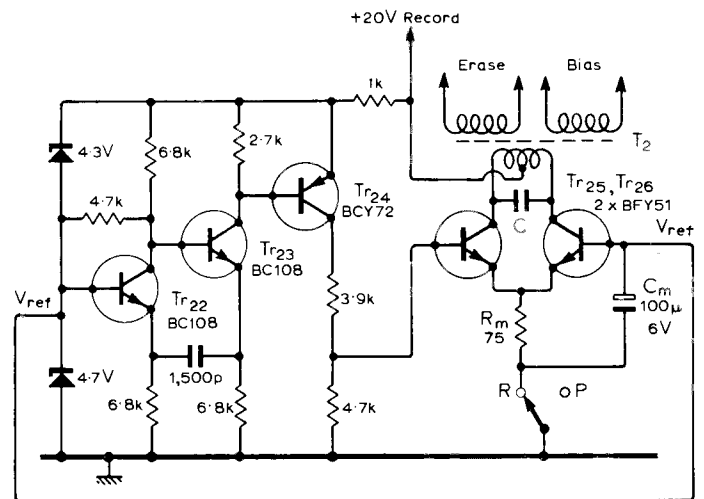 +20V Record
Erase
Bias
1k
T2
4·3V
6·8k
2·7k
4·7k
Tr24
BCY72
Tr25, Tr26
2 x BFY51
C
Vref
Tr23
BC108
Vref
Tr22
BC108
3·9k
Rm
75
Cm
100µ
6V
4·7V
1,500p
6·8k
6·8k
4·7k
R
P